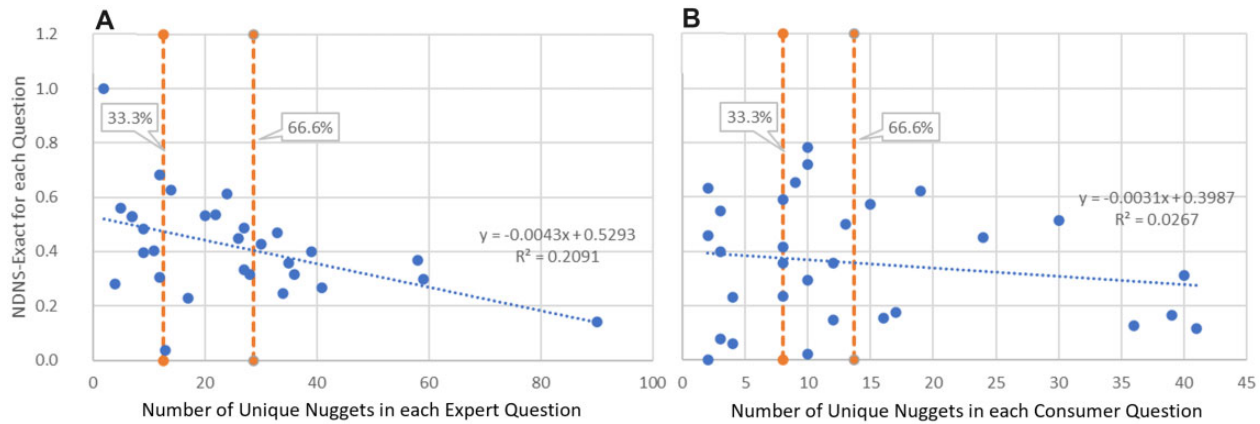 A
B
NDNS-Exact for each Question
1.2
1.0
0.8
0.6
0.4
0.2
0.0
33.3%
66.6%
y = -0.0043x + 0.5293
R² = 0.2091
0 20 40 60 80 100
Number of Unique Nuggets in each Expert Question
33.3%
66.6%
y = -0.0031x + 0.3987
R² = 0.0267
0 5 10 15 20 25 30 35 40 45
Number of Unique Nuggets in each Consumer Question